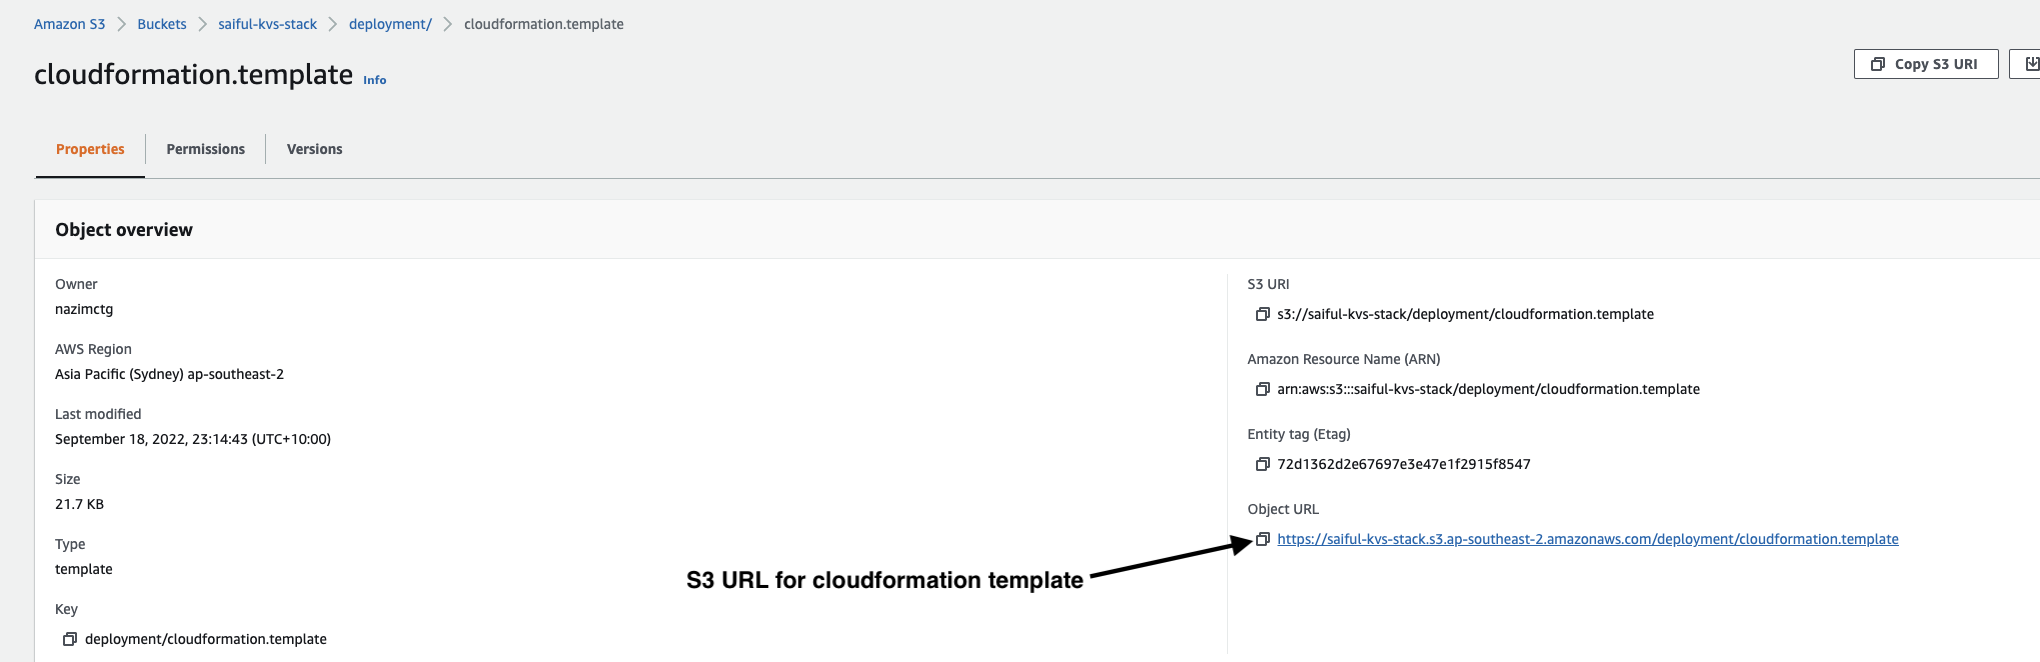 Amazon S3 > Buckets > saiful-kvs-stack > deployment/ > cloudformation.template
cloudformation.template Info
Copy S3 URI
Properties Permissions Versions
Object overview
Owner
nazimctg
AWS Region
Asia Pacific (Sydney) ap-southeast-2
Last modified
September 18, 2022, 23:14:43 (UTC+10:00)
Size
21.7 KB
Type
template
Key
deployment/cloudformation.template
S3 URI
s3://saiful-kvs-stack/deployment/cloudformation.template
Amazon Resource Name (ARN)
arn:aws:s3:::saiful-kvs-stack/deployment/cloudformation.template
Entity tag (Etag)
72d1362d2e67697e3e47e1f2915f8547
Object URL
https://saiful-kvs-stack.s3.ap-southeast-2.amazonaws.com/deployment/cloudformation.template
S3 URL for cloudformation template